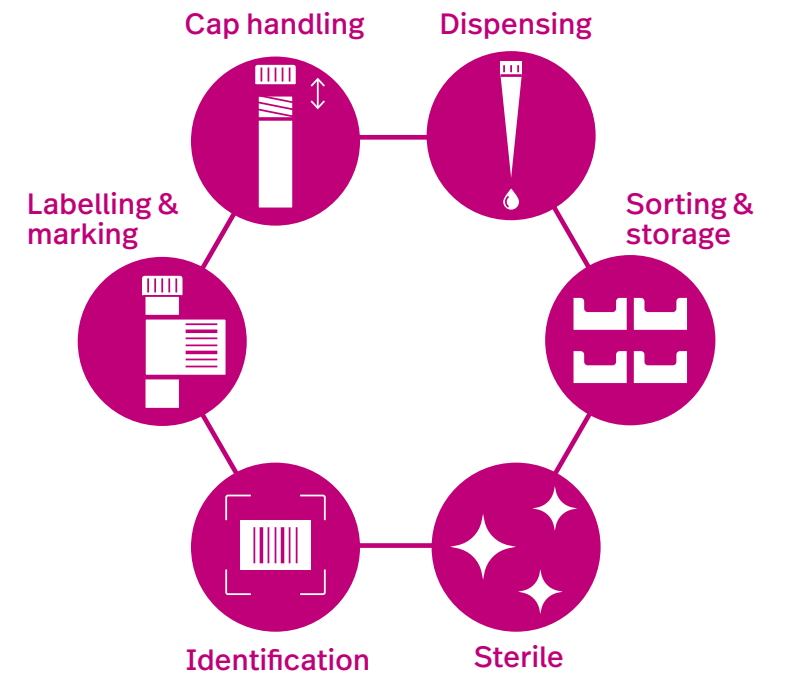 Cap handling
Dispensing
Labelling &
marking
Sorting &
storage
Identification
Sterile